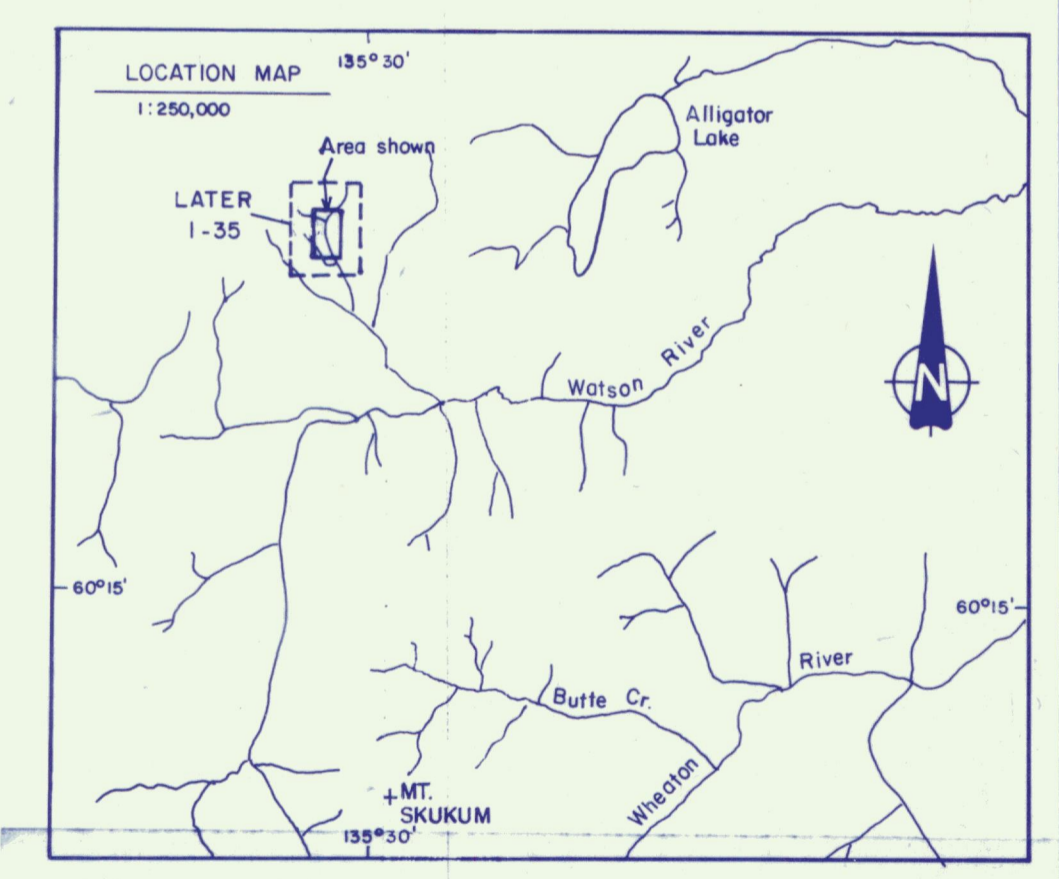 135°30'
LOCATION MAP
1:250,000
Alligator
Lake
Area shown
LATER
1-35
Watson River
N
60°15'
60°15'
River
Butte Cr.
Wheaton
+MT.
SKUKUM
135°30'